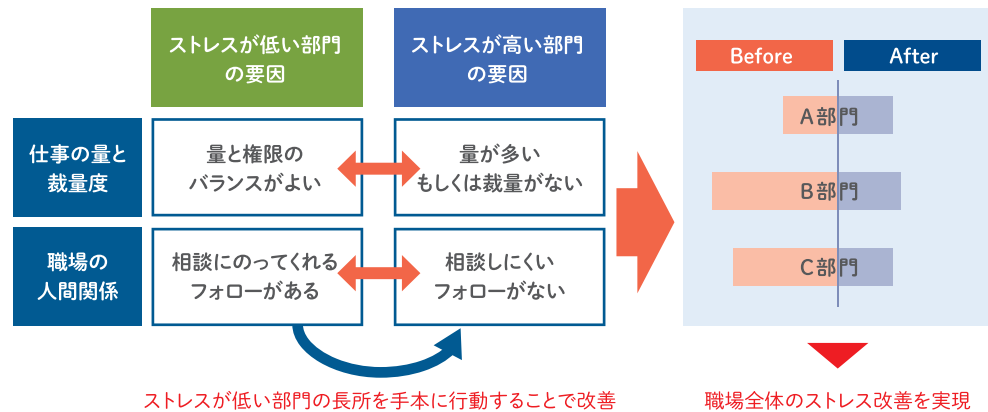 ストレスが低い部門
の要因
ストレスが高い部門
の要因
仕事の量と
裁量度
量と権限の
バランスがよい
量が多い
もしくは裁量がない
職場の
人間関係
相談にのってくれる
フォローがある
相談しにくい
フォローがない
ストレスが低い部門の長所を手本に行動することで改善
Before
After
A部門
B部門
C部門
職場全体のストレス改善を実現